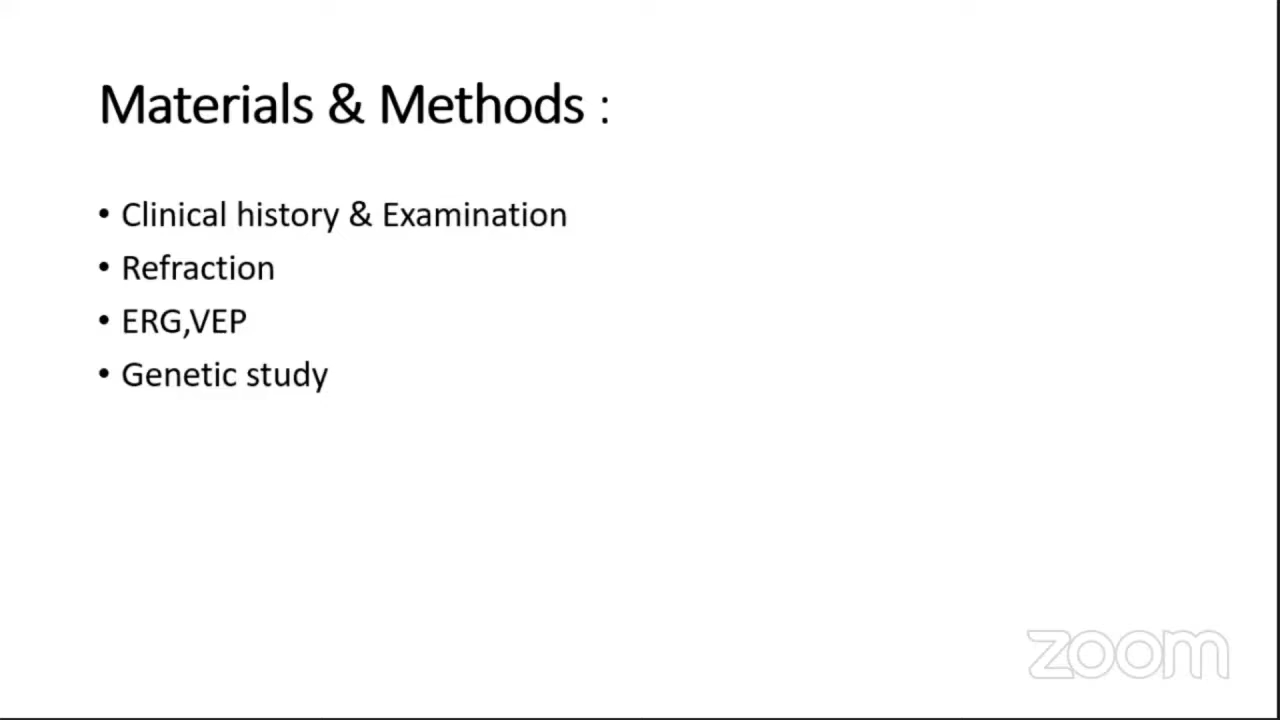 Materials & Methods :
• Clinical history & Examination
• Refraction
• ERG,VEP
• Genetic study
zoom